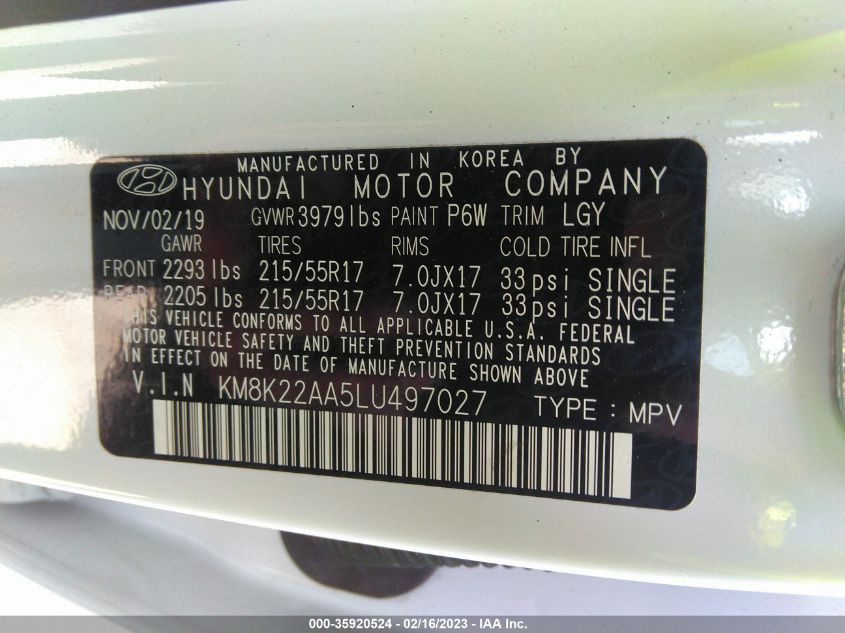 MANUFACTURED IN KOREA BY
HYUNDAI MOTOR COMPANY
NOV/02/19 GVWR 3979 lbs PAINT P6W TRIM LGY
GAWR TIRES RIMS COLD TIRE INFL
FRONT 2293 lbs 215/55R17 7.0JX17 33psi SINGLE
REAR 2205 lbs 215/55R17 7.0JX17 33psi SINGLE
THIS VEHICLE CONFORMS TO ALL APPLICABLE U.S.A. FEDERAL
MOTOR VEHICLE SAFETY AND THEFT PREVENTION STANDARDS
IN EFFECT ON THE DATE OF MANUFACTURE SHOWN ABOVE.
V.I.N KM8K22AA5LU497027 TYPE : MPV
000-35920524 - 02/16/2023 - IAA Inc.